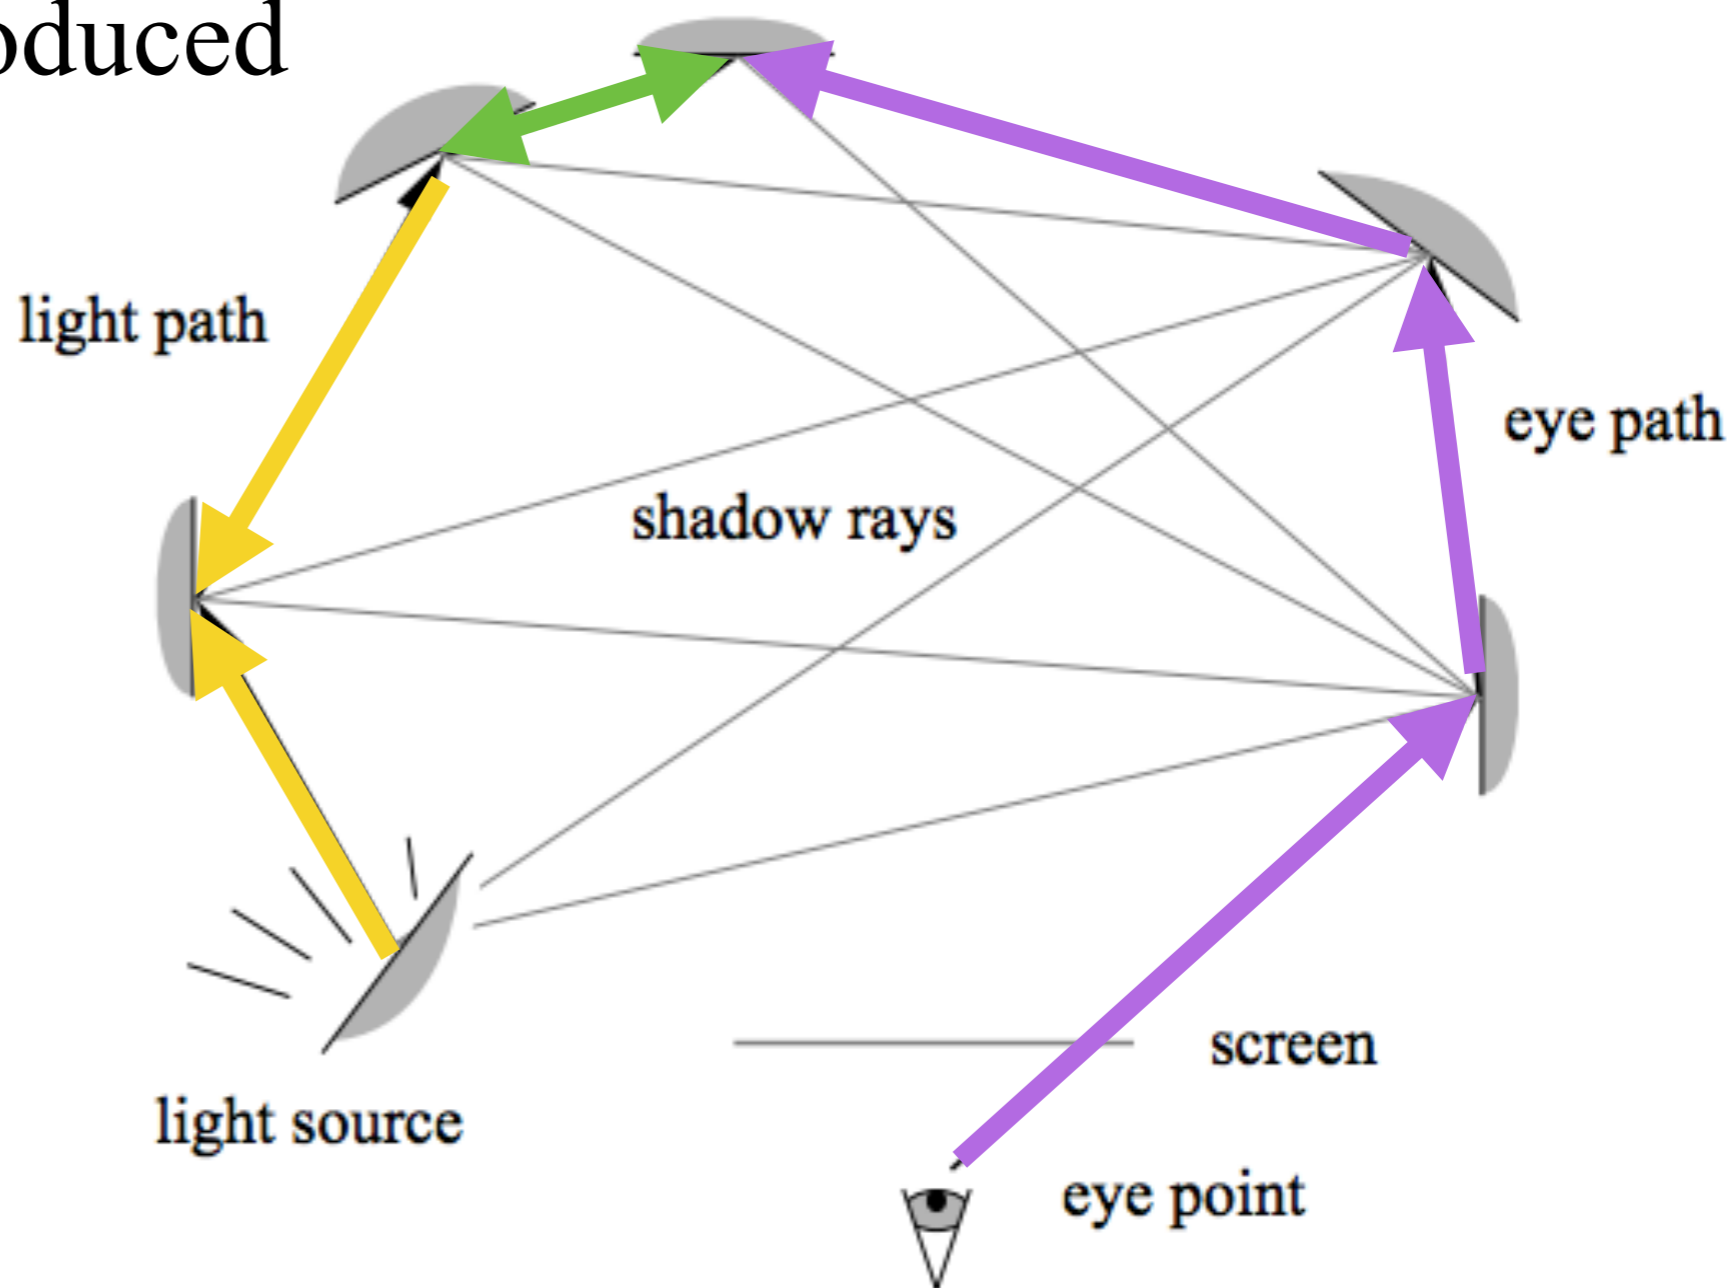 oduced
light path
eye path
shadow rays
screen
light source
eye point